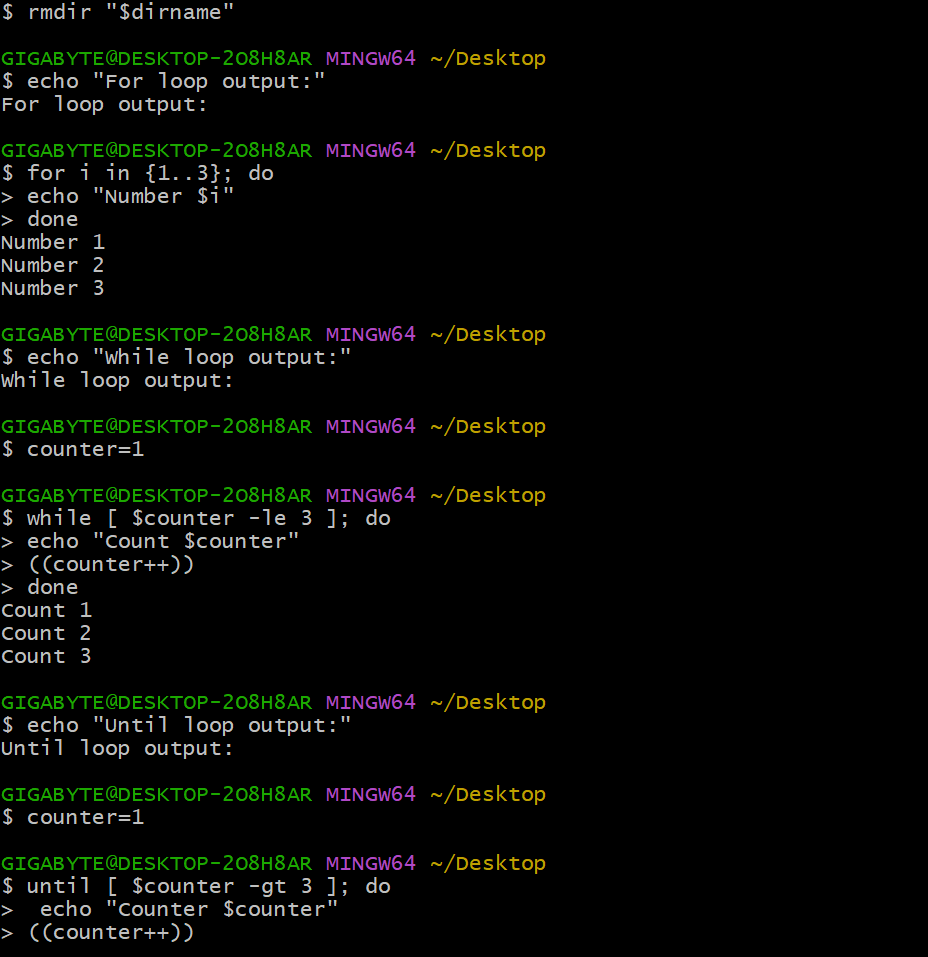 $ rmdir "$dirname"
GIGABYTE@DESKTOP-2O8H8AR MINGW64 ~/Desktop
$ echo "For loop output:"
For loop output:
GIGABYTE@DESKTOP-2O8H8AR MINGW64 ~/Desktop
$ for i in {1..3}; do
> echo "Number $i"
> done
Number 1
Number 2
Number 3
GIGABYTE@DESKTOP-2O8H8AR MINGW64 ~/Desktop
$ echo "While loop output:"
While loop output:
GIGABYTE@DESKTOP-2O8H8AR MINGW64 ~/Desktop
$ counter=1
GIGABYTE@DESKTOP-2O8H8AR MINGW64 ~/Desktop
$ while [ $counter -le 3 ]; do
> echo "Count $counter"
> ((counter++))
> done
Count 1
Count 2
Count 3
GIGABYTE@DESKTOP-2O8H8AR MINGW64 ~/Desktop
$ echo "Until loop output:"
Until loop output:
GIGABYTE@DESKTOP-2O8H8AR MINGW64 ~/Desktop
$ counter=1
GIGABYTE@DESKTOP-2O8H8AR MINGW64 ~/Desktop
$ until [ $counter -gt 3 ]; do
>  echo "Counter $counter"
> ((counter++))